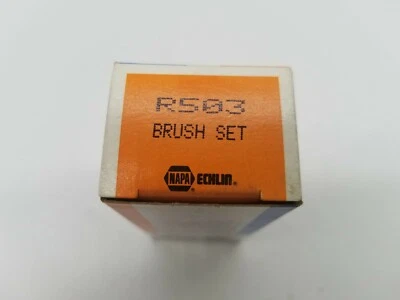 R503
BRUSH SET
NAPA ECHLIN®
®